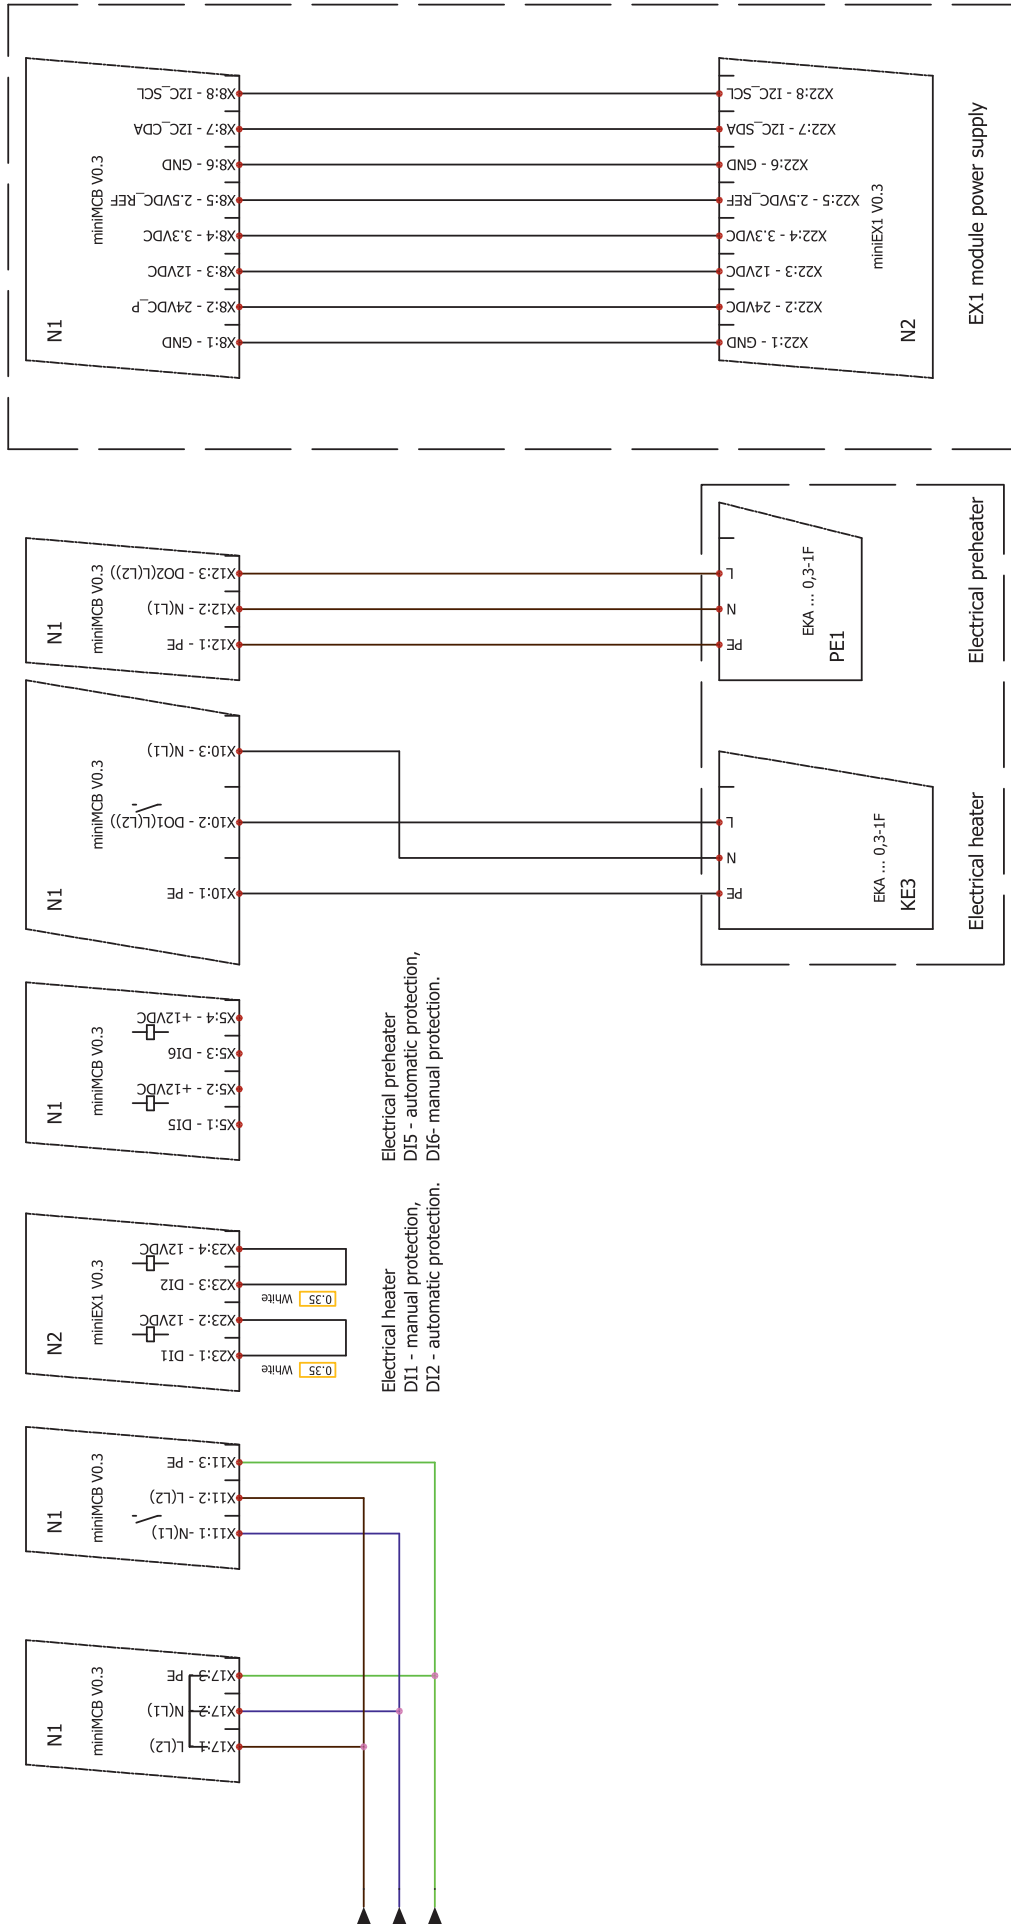 N1
miniMCB V0.3
X17:1 - L(L2)
X17:2 - N(L1)
X17:3 - PE
N1
miniMCB V0.3
X11:1 -N(L1)
X11:2 - L(L2)
X11:3 - PE
N2
miniEX1 V0.3
X23:1 - DI1
X23:2 - 12VDC
X23:3 - DI2
X23:4 - 12VDC
White 0.35
White 0.35
Electrical heater
DI1 - manual protection,
DI2 - automatic protection.
N1
miniMCB V0.3
X5:1 - DI5
X5:2 - +12VDC
X5:3 - DI6
X5:4 - +12VDC
Electrical preheater
DI5 - automatic protection,
DI6- manual protection.
N1
miniMCB V0.3
X10:1 - PE
X10:2 - DO1(L(L2))
X10:3 - N(L1)
PE
N
L
EKA ... 0,3-1F
KE3
Electrical heater
N1
miniMCB V0.3
X12:1 - PE
X12:2 - N(L1)
X12:3 - DO2(L(L2))
PE
N
L
EKA ... 0,3-1F
PE1
Electrical preheater
N1
miniMCB V0.3
X8:1 - GND
X8:2 - 24VDC_P
X8:3 - 12VDC
X8:4 - 3.3VDC
X8:5 - 2.5VDC_REF
X8:6 - GND
X8:7 - I2C_CDA
X8:8 - I2C_SCL
X22:1 - GND
X22:2 - 24VDC
X22:3 - 12VDC
X22:4 - 3.3VDC
X22:5 - 2.5VDC_REF
X22:6 - GND
X22:7 - I2C_SDA
X22:8 - I2C_SCL
miniEX1 V0.3
N2
EX1 module power supply